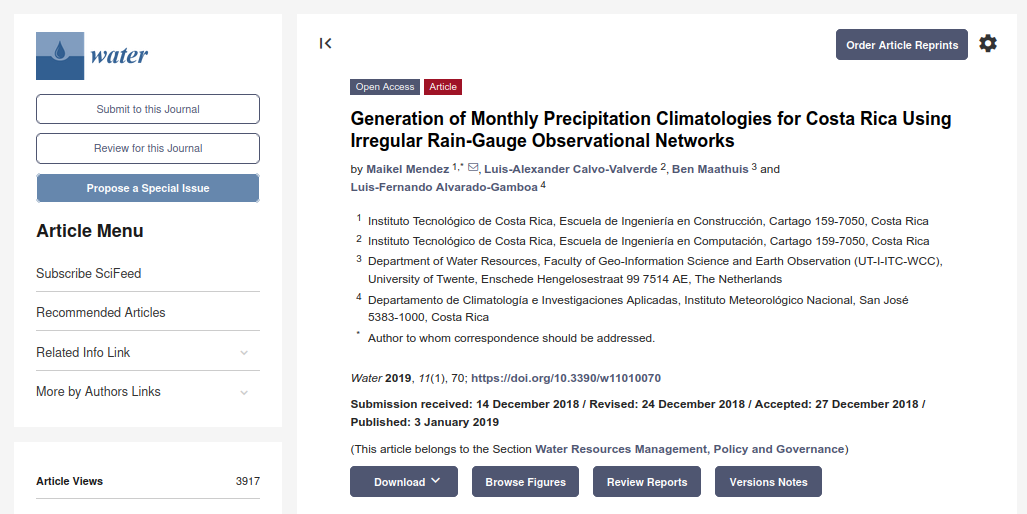 water
Submit to this Journal
Review for this Journal
Propose a Special Issue
Article Menu
Subscribe SciFeed
Recommended Articles
Related Info Link
More by Authors Links
Article Views 3917
Order Article Reprints
Open Access Article
Generation of Monthly Precipitation Climatologies for Costa Rica Using
Irregular Rain-Gauge Observational Networks
by Maikel Mendez 1,* , Luis-Alexander Calvo-Valverde 2, Ben Maathuis 3 and
Luis-Fernando Alvarado-Gamboa 4
1 Instituto Tecnológico de Costa Rica, Escuela de Ingeniería en Construcción, Cartago 159-7050, Costa Rica
2 Instituto Tecnológico de Costa Rica, Escuela de Ingeniería en Computación, Cartago 159-7050, Costa Rica
3 Department of Water Resources, Faculty of Geo-Information Science and Earth Observation (UT-I-ITC-WCC),
University of Twente, Enschede Hengelosestraat 99 7514 AE, The Netherlands
4 Departamento de Climatología e Investigaciones Aplicadas, Instituto Meteorológico Nacional, San José
5383-1000, Costa Rica
* Author to whom correspondence should be addressed.
Water 2019, 11(1), 70; https://doi.org/10.3390/w11010070
Submission received: 14 December 2018 / Revised: 24 December 2018 / Accepted: 27 December 2018 /
Published: 3 January 2019
(This article belongs to the Section Water Resources Management, Policy and Governance)
Download Browse Figures Review Reports Versions Notes